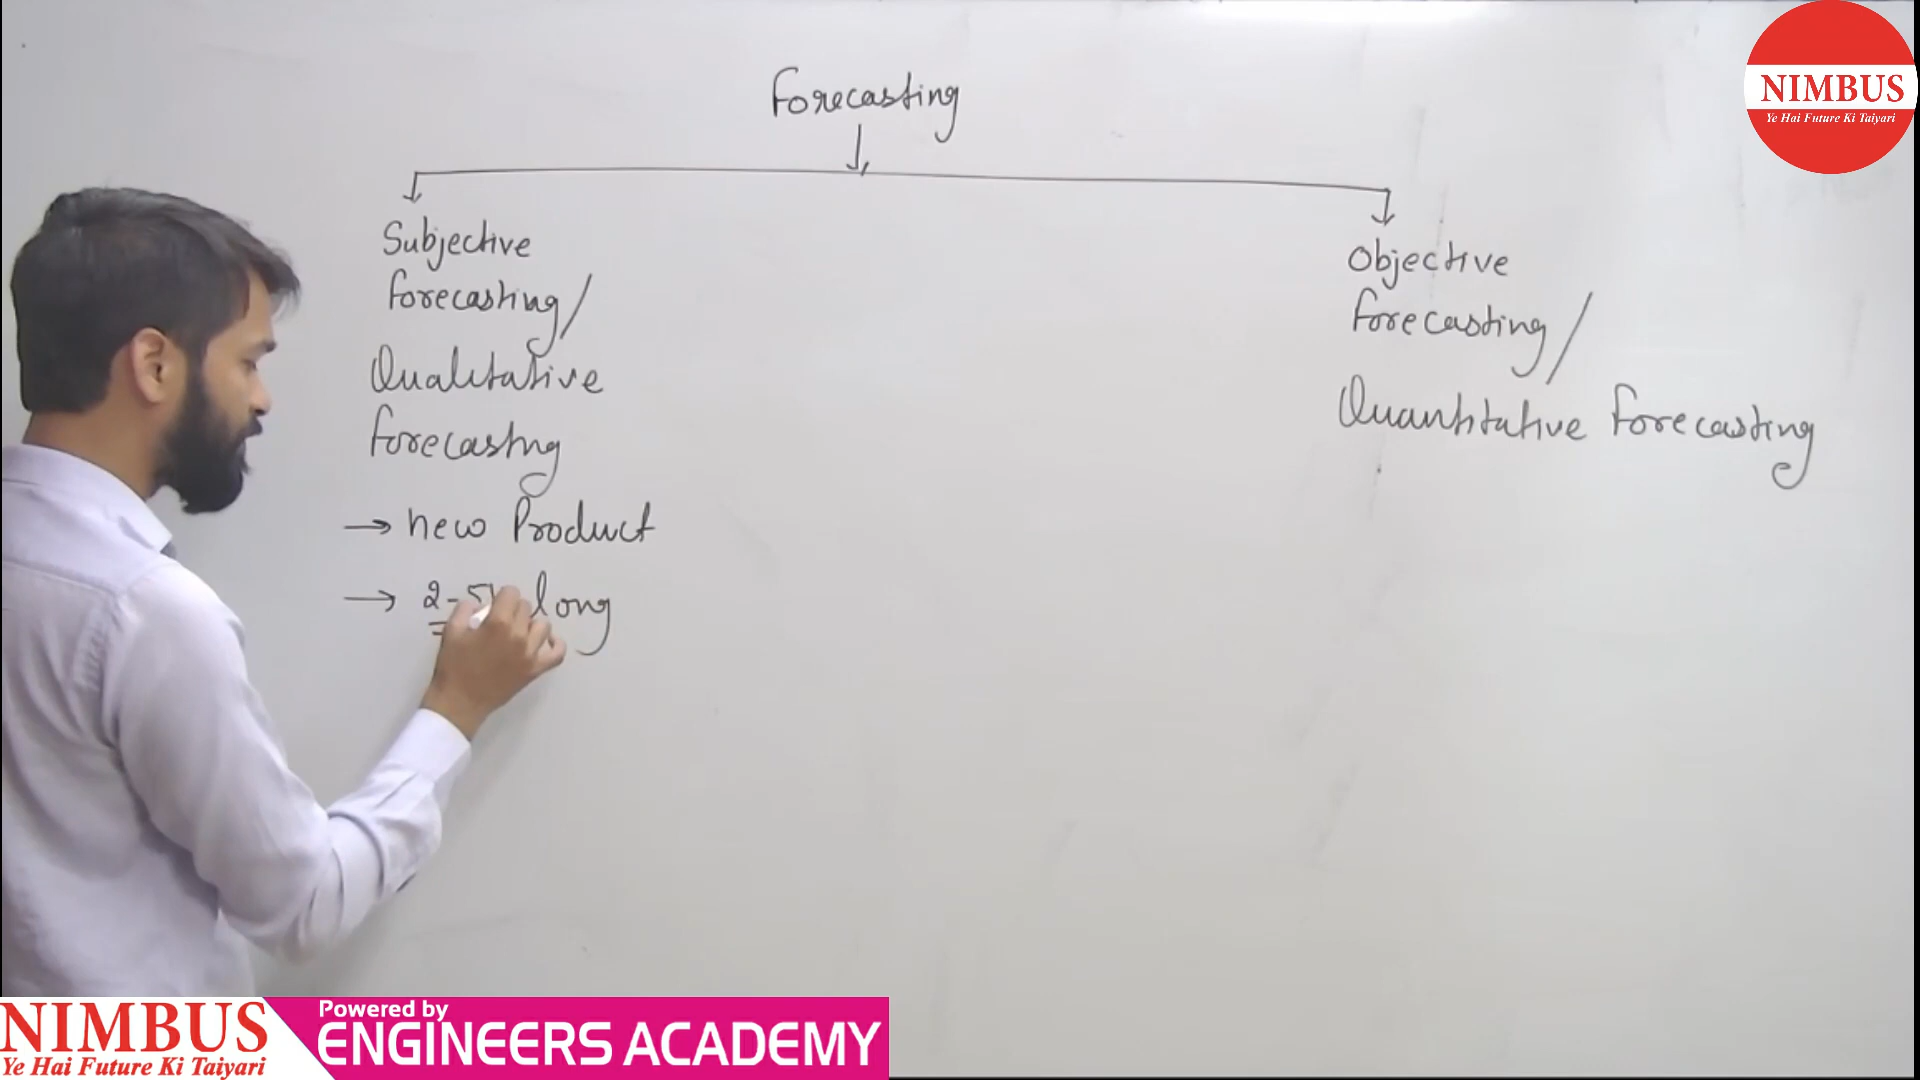 NIMBUS
Ye Hai Future Ki Taiyari
Forecasting
Subjective
forecasting/
Qualitative
forecasting
→ new Product
→ 2-5 long
Objective
forecasting/
Quantitative forecasting
NIMBUS
Ye Hai Future Ki Taiyari
Powered by
ENGINEERS ACADEMY